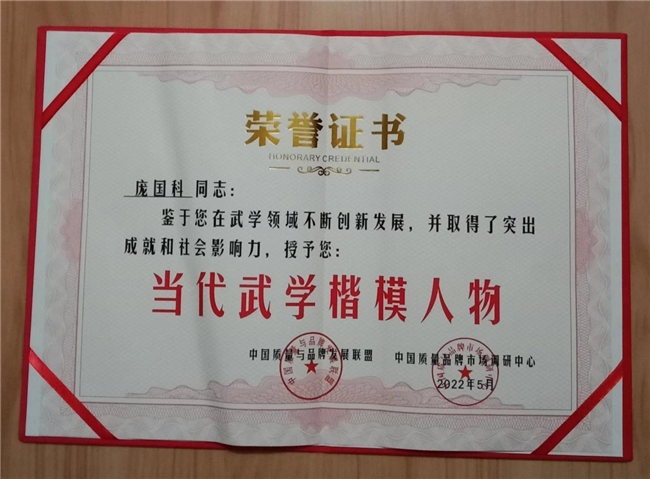 荣誉证书
HONORARY CREDENTIAL
庞国科 同志：
鉴于您在武学领域不断创新发展，并取得了突出
成就和社会影响力，授予您：
当代武学楷模人物
中国质量与品牌发展联盟 中国质量品牌市场调研中心
2022年5月